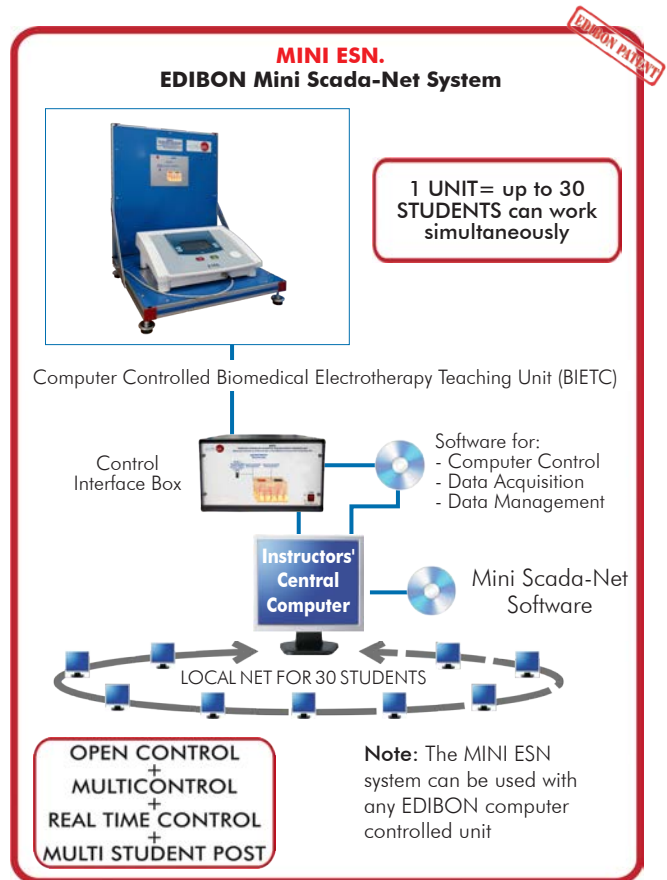 EDIBON PATENT
MINI ESN.
EDIBON Mini Scada-Net System
1 UNIT= up to 30
STUDENTS can work
simultaneously
Computer Controlled Biomedical Electrotherapy Teaching Unit (BIETC)
Control
Interface Box
Software for:
- Computer Control
- Data Acquisition
- Data Management
Instructors'
Central
Computer
Mini Scada-Net
Software
LOCAL NET FOR 30 STUDENTS
OPEN CONTROL
+
MULTICONTROL
+
REAL TIME CONTROL
+
MULTI STUDENT POST
Note: The MINI ESN
system can be used with
any EDIBON computer
controlled unit